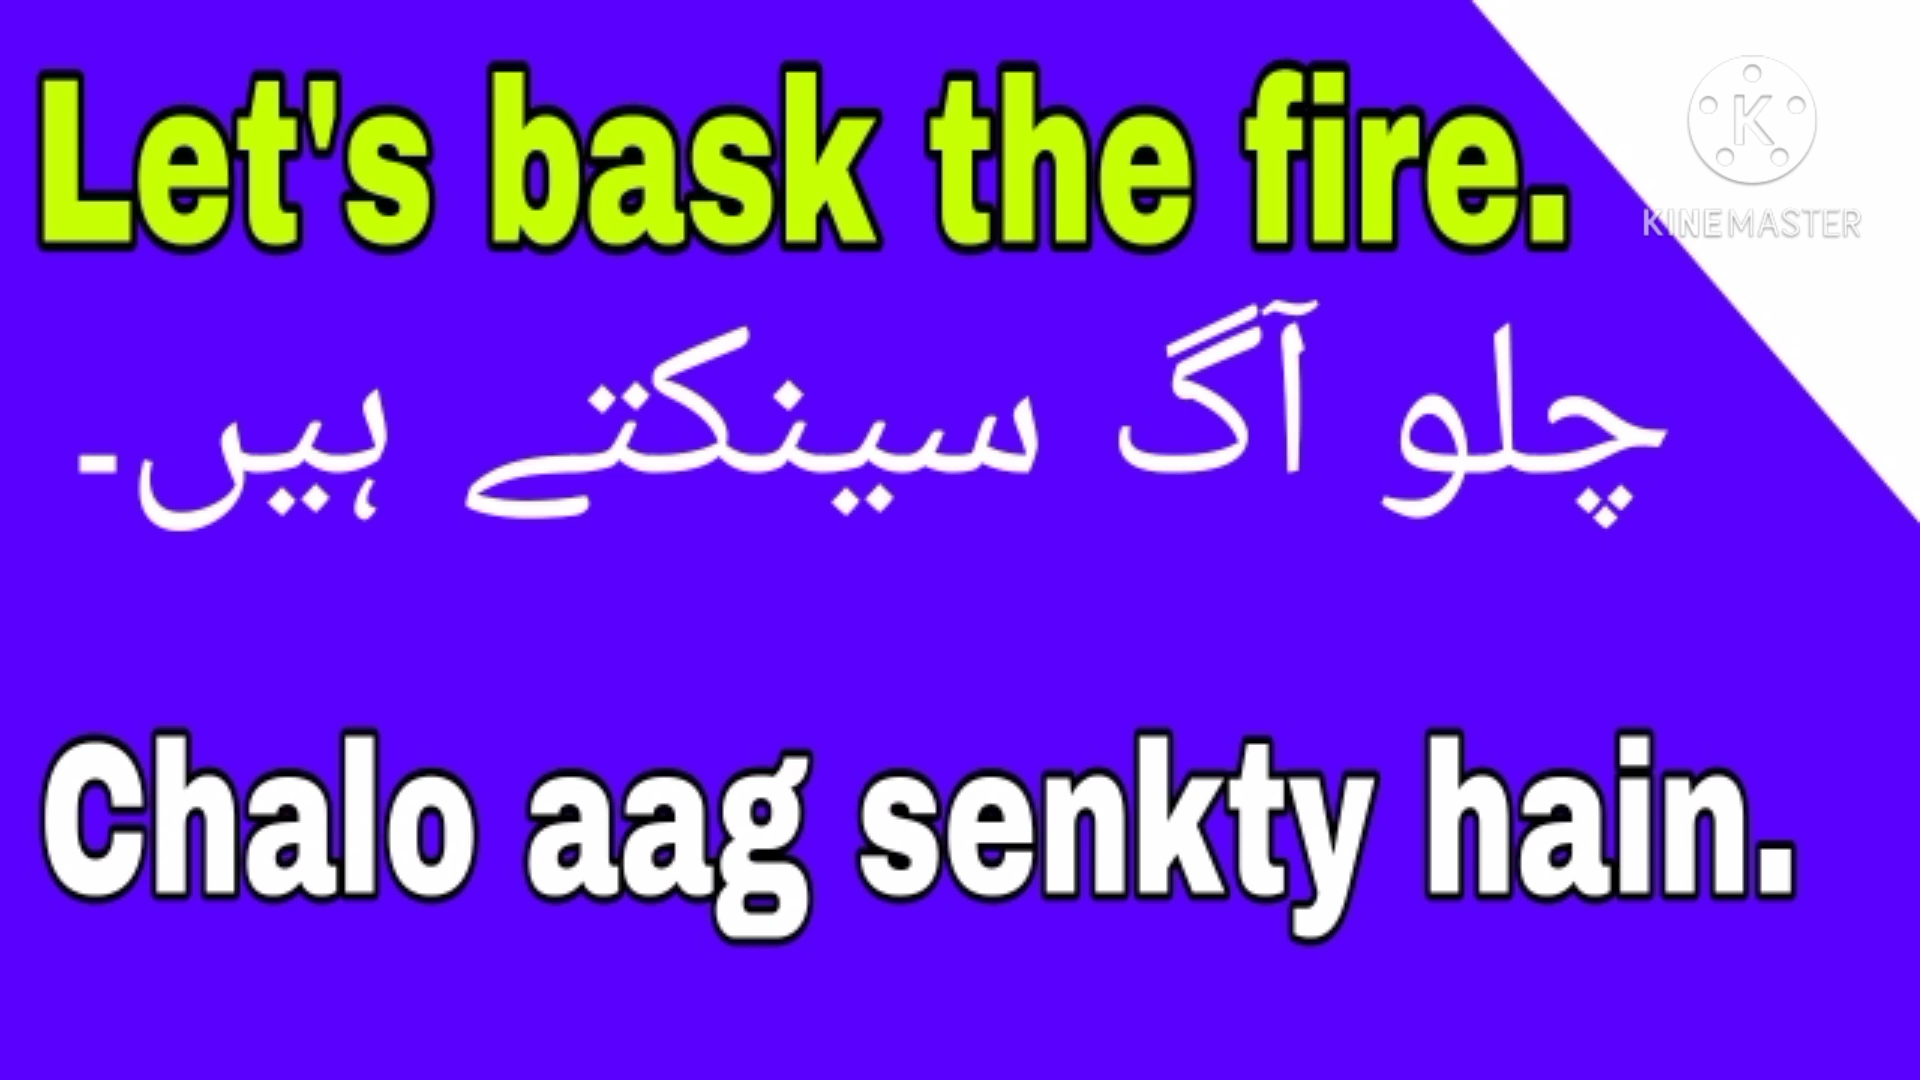 Let's bask the fire.
K
KINEMASTER
چلو آگ سینکتے ہیں۔
Chalo aag senkty hain.